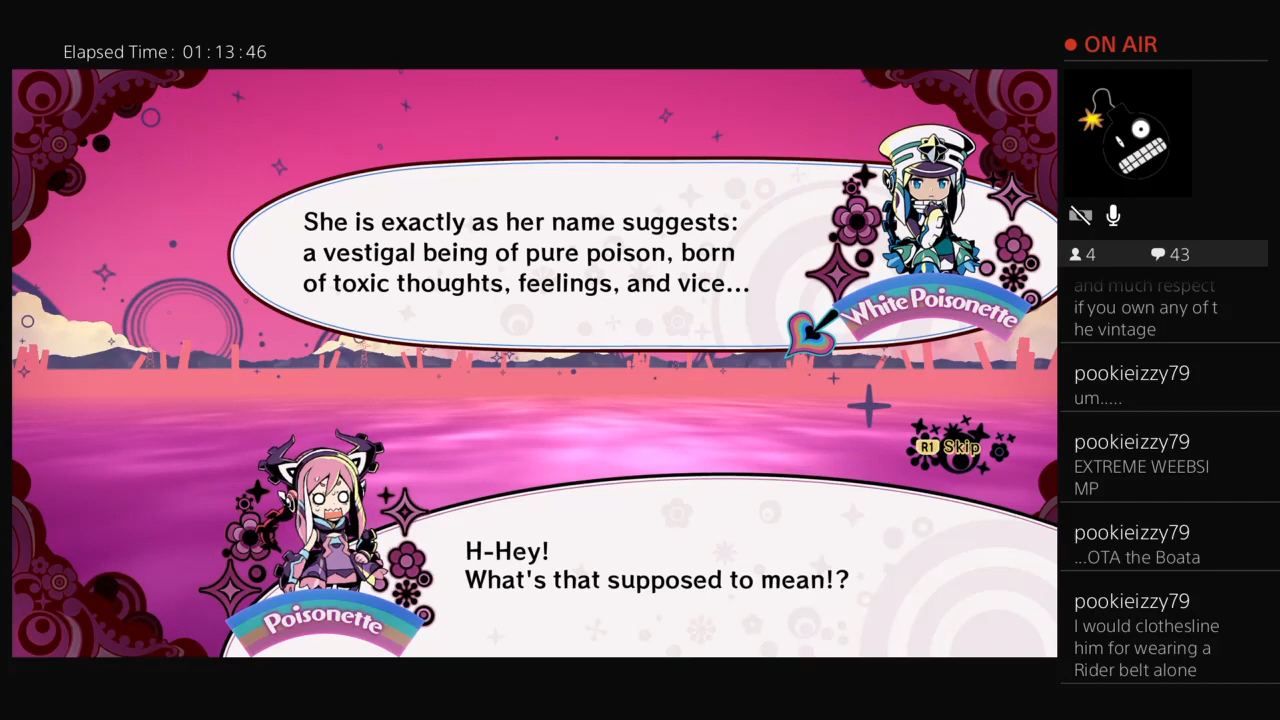 Elapsed Time: 01:13:46
ON AIR
She is exactly as her name suggests:
a vestigal being of pure poison, born
of toxic thoughts, feelings, and vice...
White Poisonette
R1 Skip
H-Hey!
What's that supposed to mean!?
Poisonette
4 43
and much respect
if you own any of t
he vintage
pookieizzy79
um.....
pookieizzy79
EXTREME WEEBSI
MP
pookieizzy79
...OTA the Boata
pookieizzy79
I would clothesline
him for wearing a
Rider belt alone